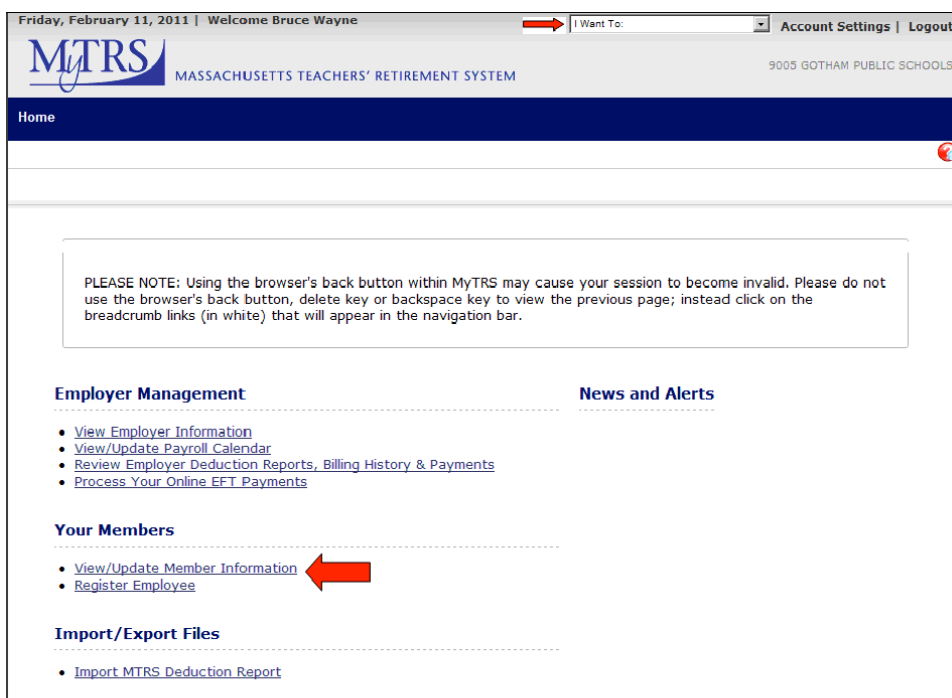 Friday, February 11, 2011 | Welcome Bruce Wayne
I Want To:
Account Settings | Logout
MyTRS
MASSACHUSETTS TEACHERS' RETIREMENT SYSTEM
9005 GOTHAM PUBLIC SCHOOLS
Home
?
PLEASE NOTE: Using the browser's back button within MyTRS may cause your session to become invalid. Please do not
use the browser's back button, delete key or backspace key to view the previous page; instead click on the
breadcrumb links (in white) that will appear in the navigation bar.
Employer Management
• View Employer Information
• View/Update Payroll Calendar
• Review Employer Deduction Reports, Billing History & Payments
• Process Your Online EFT Payments
News and Alerts
Your Members
• View/Update Member Information
• Register Employee
Import/Export Files
• Import MTRS Deduction Report